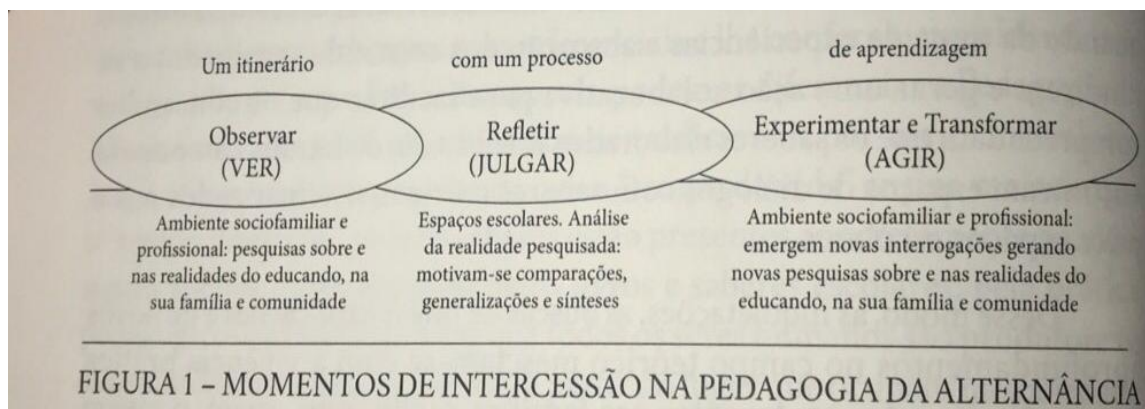 Um itinerário
com um processo
de aprendizagem
Observar
(VER)
Refletir
(JULGAR)
Experimentar e Transformar
(AGIR)
Ambiente sociofamiliar e
profissional: pesquisas sobre e
nas realidades do educando, na
sua família e comunidade
Espaços escolares. Análise
da realidade pesquisada:
motivam-se comparações,
generalizações e sínteses
Ambiente sociofamiliar e profissional:
emergem novas interrogações gerando
novas pesquisas sobre e nas realidades do
educando, na sua família e comunidade
FIGURA 1 – MOMENTOS DE INTERCESSÃO NA PEDAGOGIA DA ALTERNÂNCIA